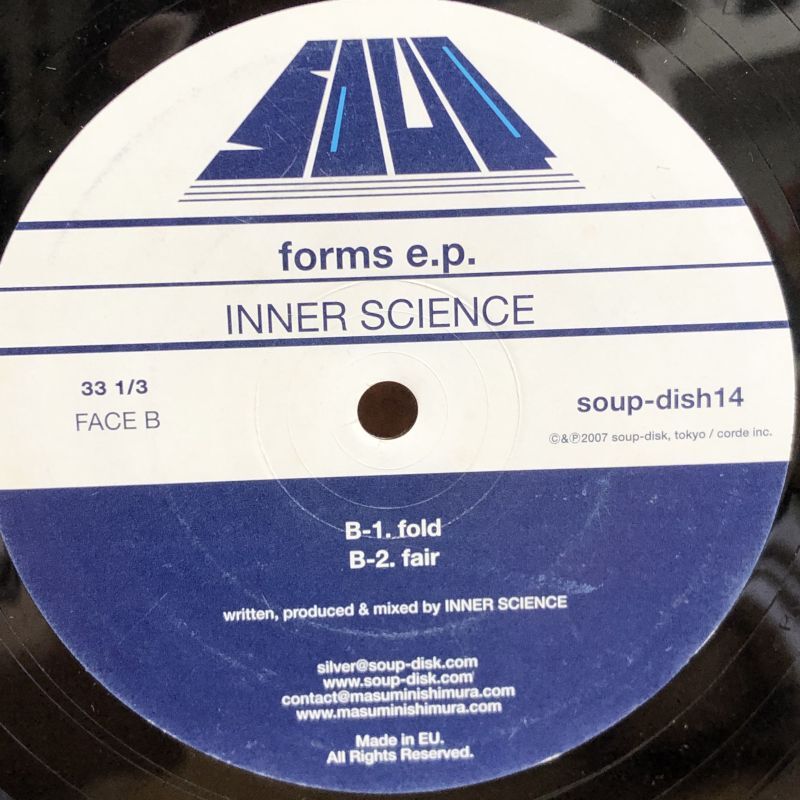 forms e.p.
INNER SCIENCE
33 1/3
FACE B
soup-dish14
©&℗2007 soup-disk, tokyo / corde inc.
B-1. fold
B-2. fair
written, produced & mixed by INNER SCIENCE
silver@soup-disk.com
www.soup-disk.com
contact@masuminishimura.com
www.masuminishimura.com
Made in EU.
All Rights Reserved.